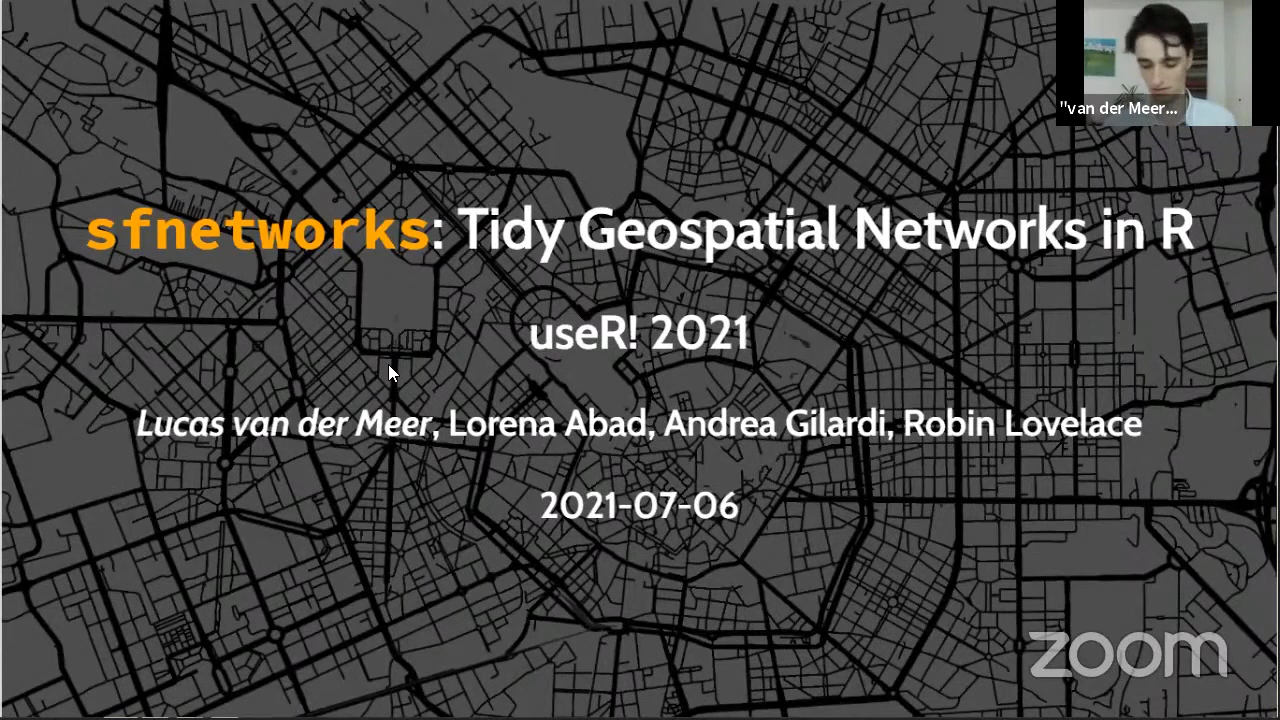 "van der Meer...
sfnetworks: Tidy Geospatial Networks in R
useR! 2021
Lucas van der Meer, Lorena Abad, Andrea Gilardi, Robin Lovelace
2021-07-06
zoom